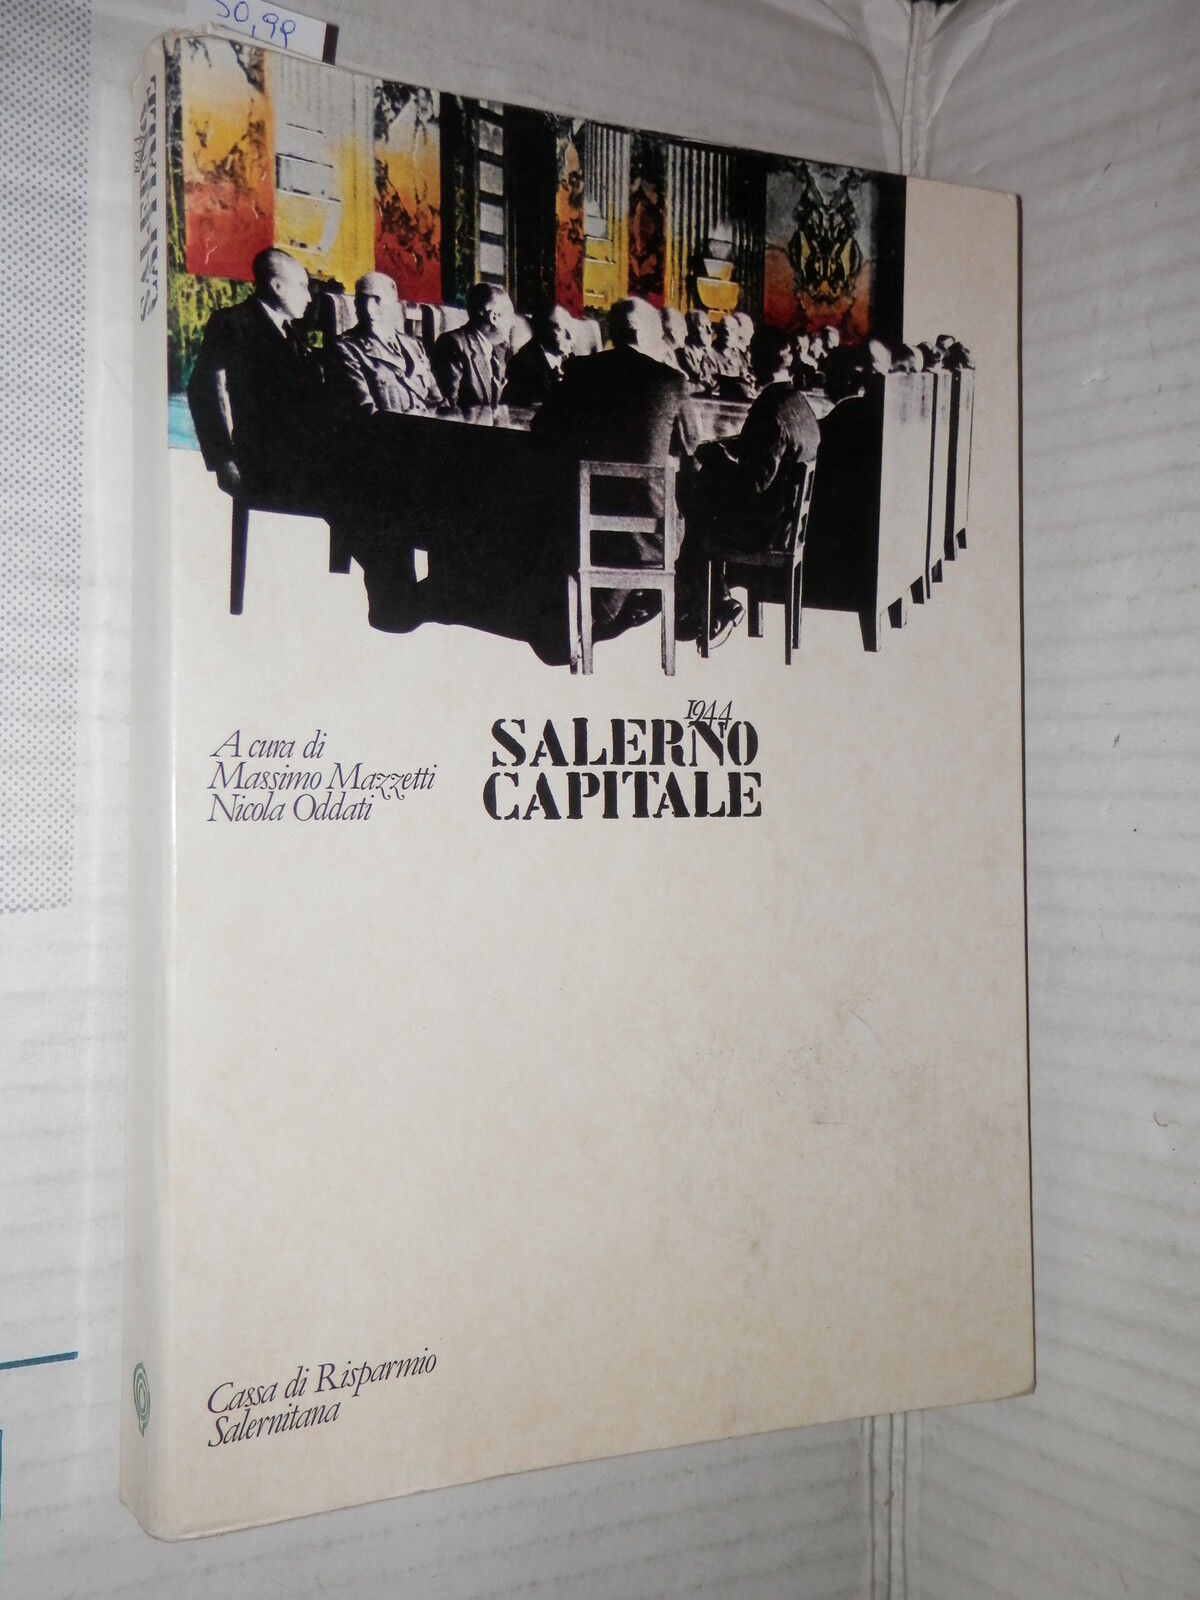 50,99
1944
SALERNO
CAPITALE
1944
SALERNO
CAPITALE
A cura di
Massimo Mazzetti
Nicola Oddati
Cassa di Risparmio
Salernitana